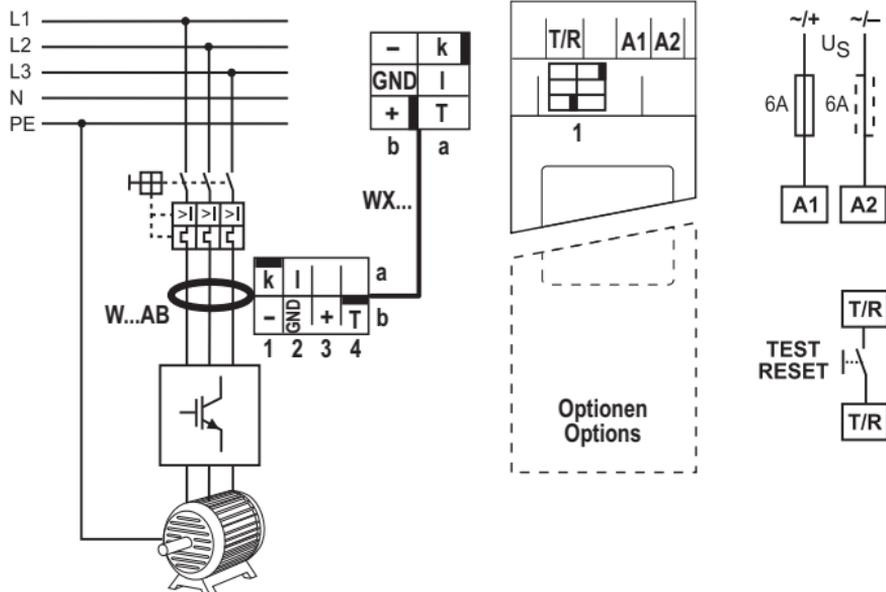 L1
L2
L3
N
PE
>I >I >I
W...AB
k I a
− GND + T b
1 2 3 4
WX...
− k
GND I
+ T
b a
T/R A1 A2
1
Optionen
Options
~/+ ~/−
US
6A 6A
A1 A2
T/R
TEST
RESET
T/R